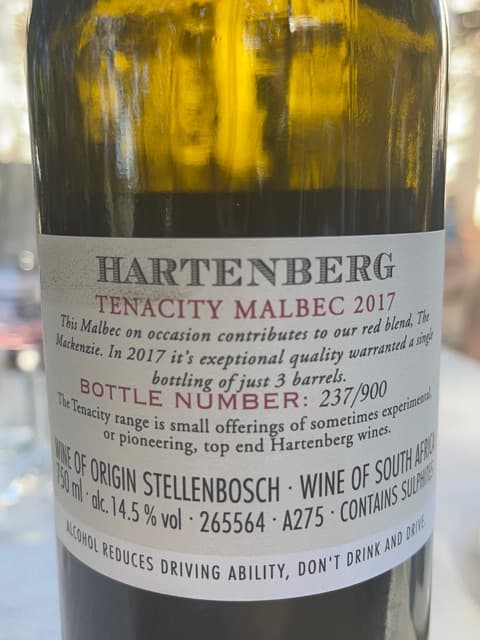 HARTENBERG
TENACITY MALBEC 2017
This Malbec on occasion contributes to our red blend, The
Mackenzie. In 2017 it's exeptional quality warranted a single
bottling of just 3 barrels.
BOTTLE NUMBER: 237/900
The Tenacity range is small offerings of sometimes experimental,
or pioneering, top end Hartenberg wines.
WINE OF ORIGIN STELLENBOSCH · WINE OF SOUTH AFRICA
750 ml · alc. 14.5 % vol · 265564 · A275 · CONTAINS SULPHITES
ALCOHOL REDUCES DRIVING ABILITY, DON'T DRINK AND DRIVE.